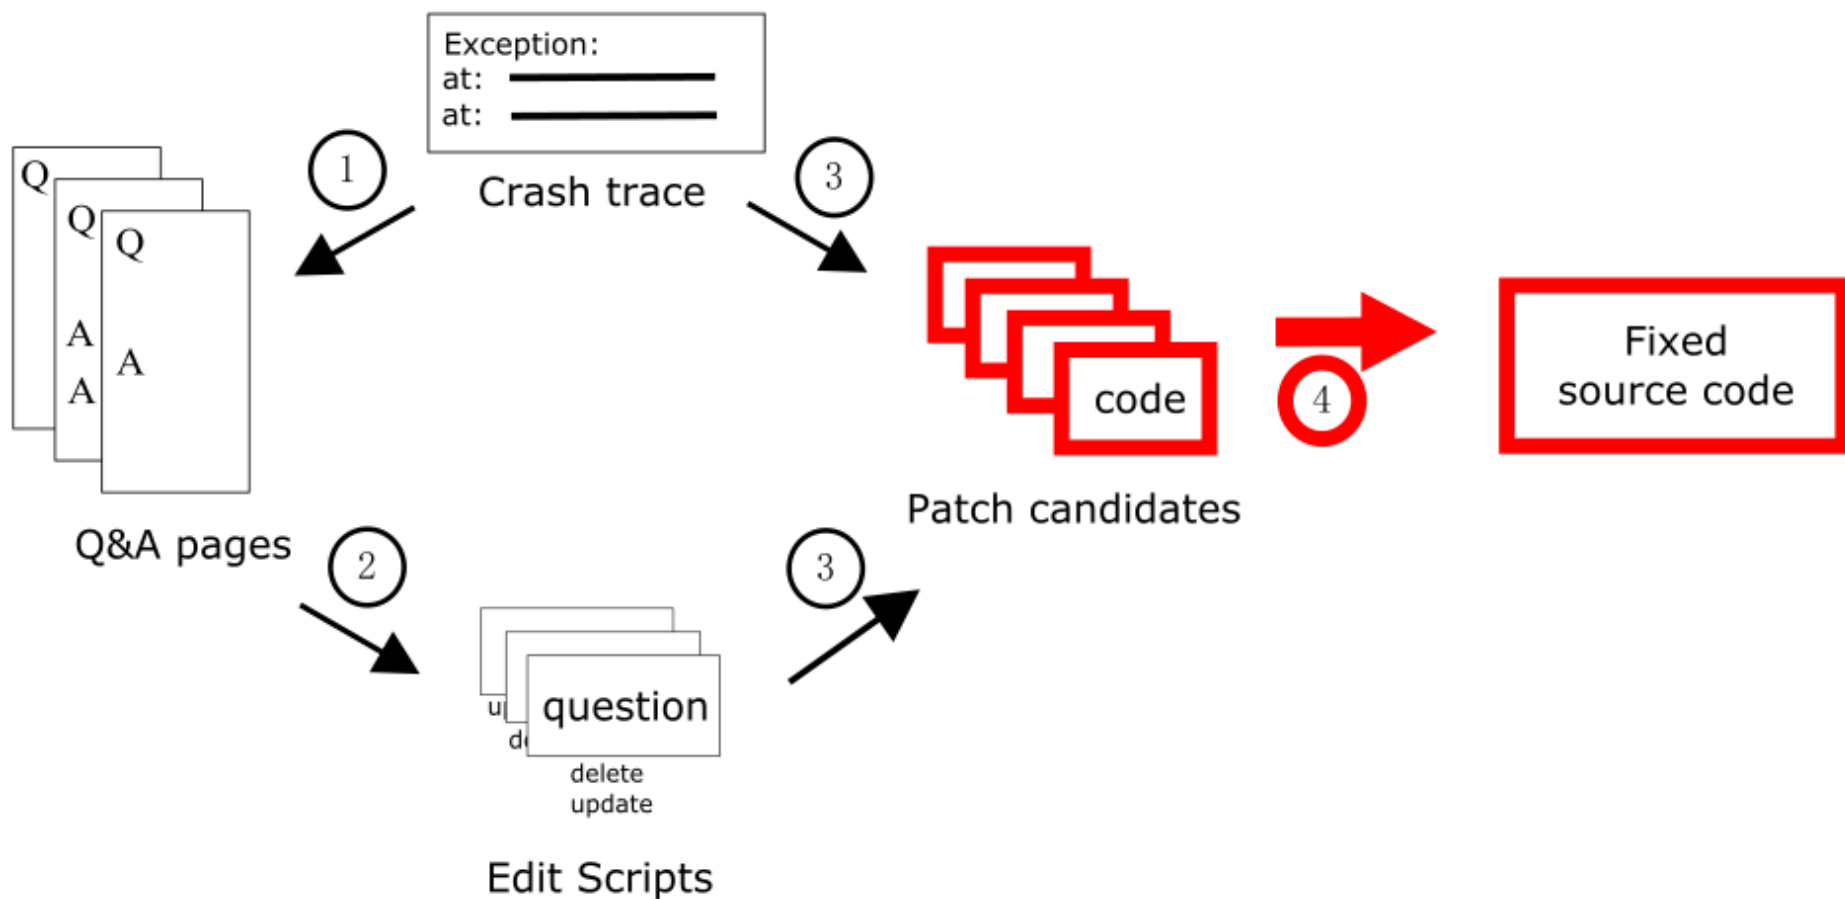 Exception:
at:
at:
Crash trace
1
3
Q
Q
Q
A
A
A
Q&A pages
code
Patch candidates
4
Fixed
source code
2
3
question
delete
update
Edit Scripts